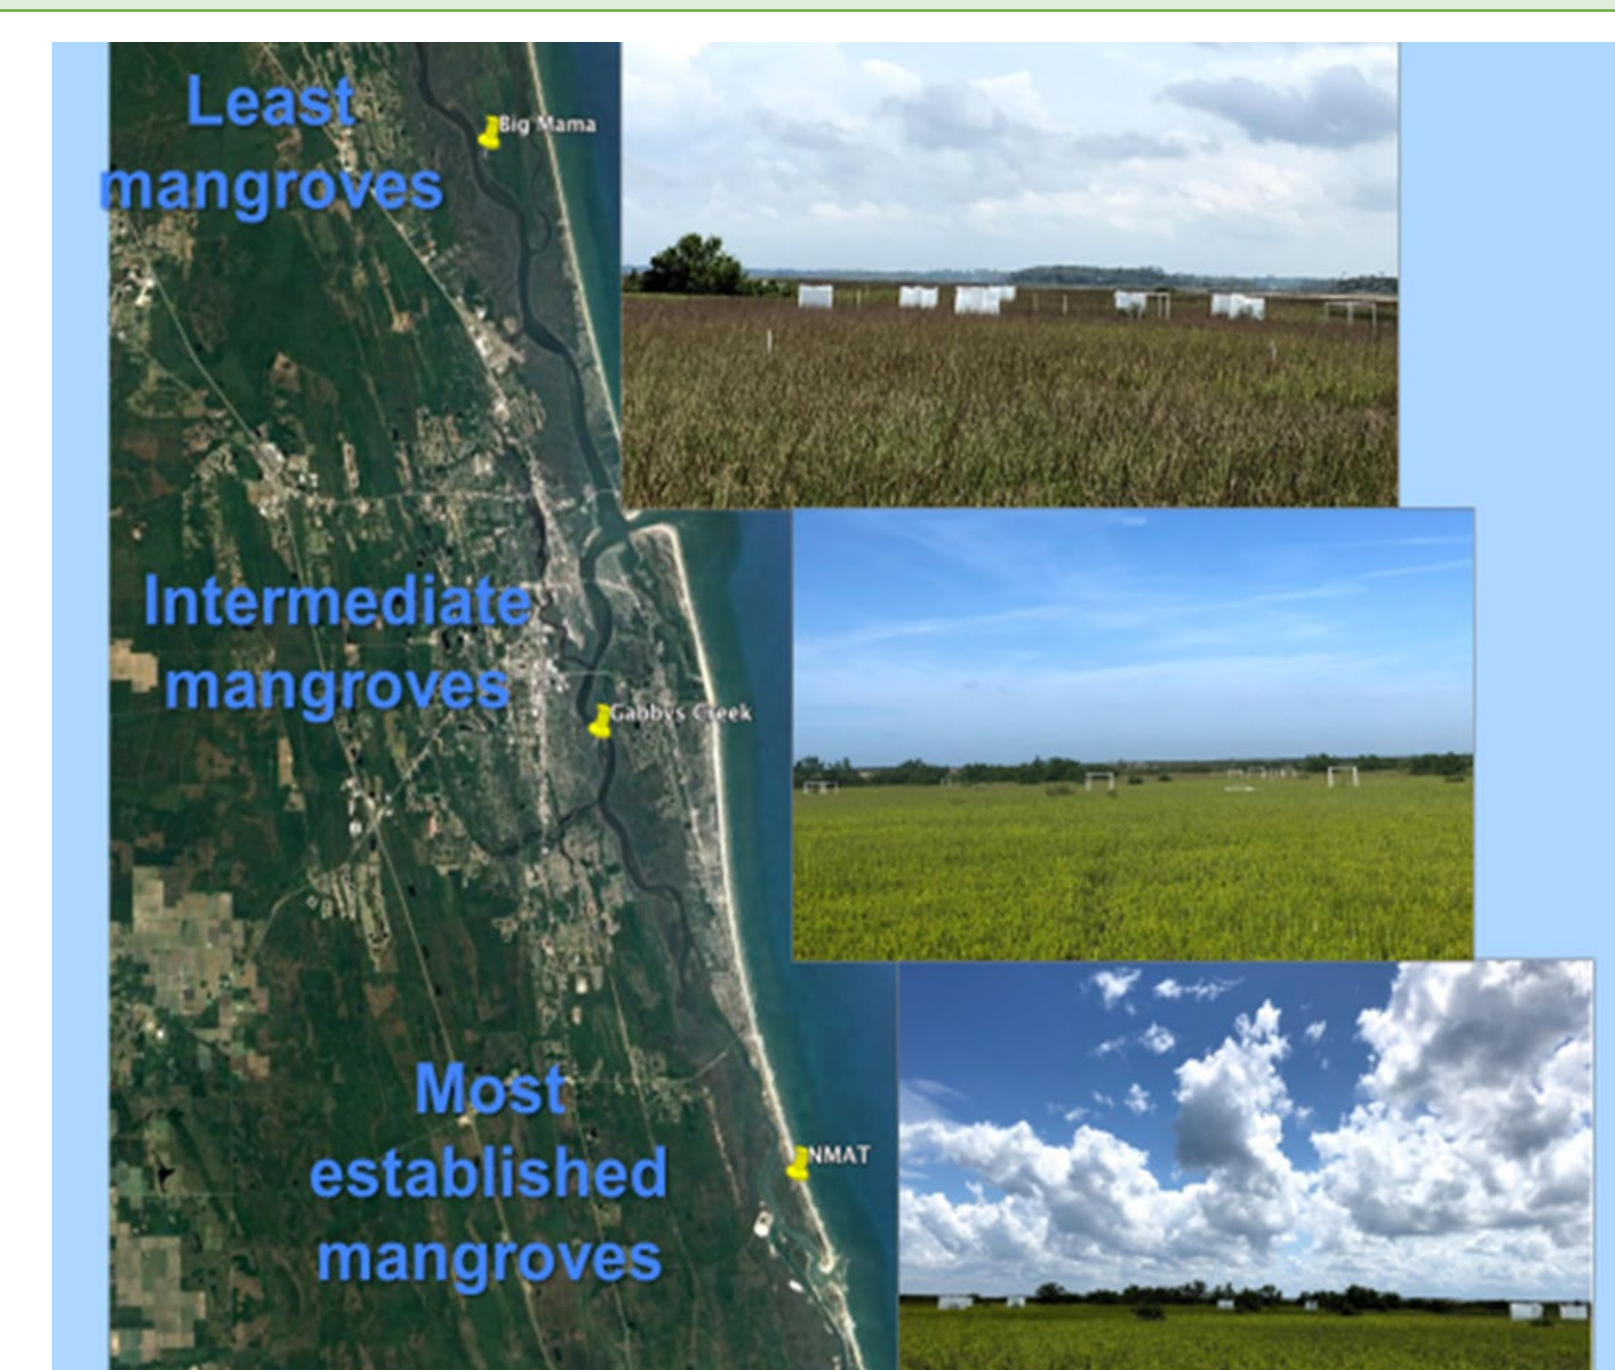 Least
mangroves
Big Mama
Intermediate
mangroves
Gabbys Creek
Most
established
mangroves
NMAT